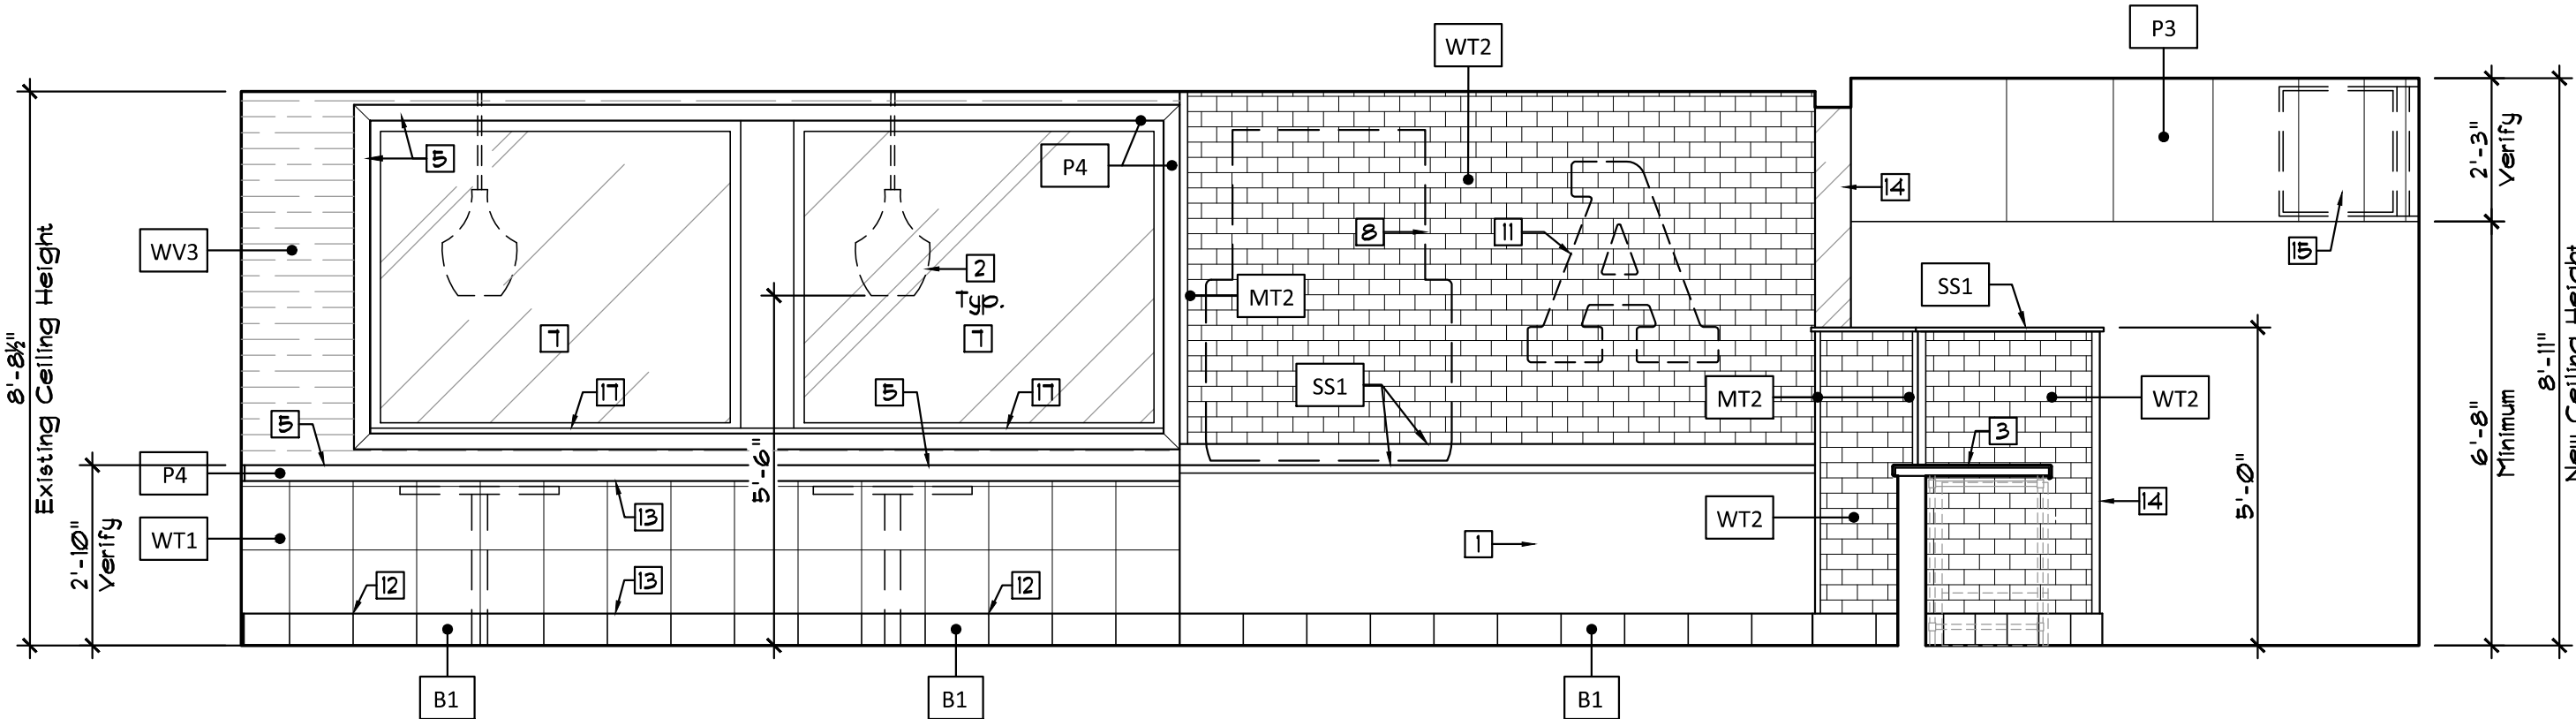 P3
WT2
8'-8½"
Existing Ceiling Height
5
P4
14
2'-3"
Verify
8'-11"
New Ceiling Height
WV3
8
11
15
2
Typ.
MT2
SS1
7
7
17
5
17
SS1
MT2
WT2
5
3
6'-8"
Minimum
P4
5'-6"
2'-10"
Verify
WT1
13
WT2
14
5'-0"
1
12
13
12
B1
B1
B1